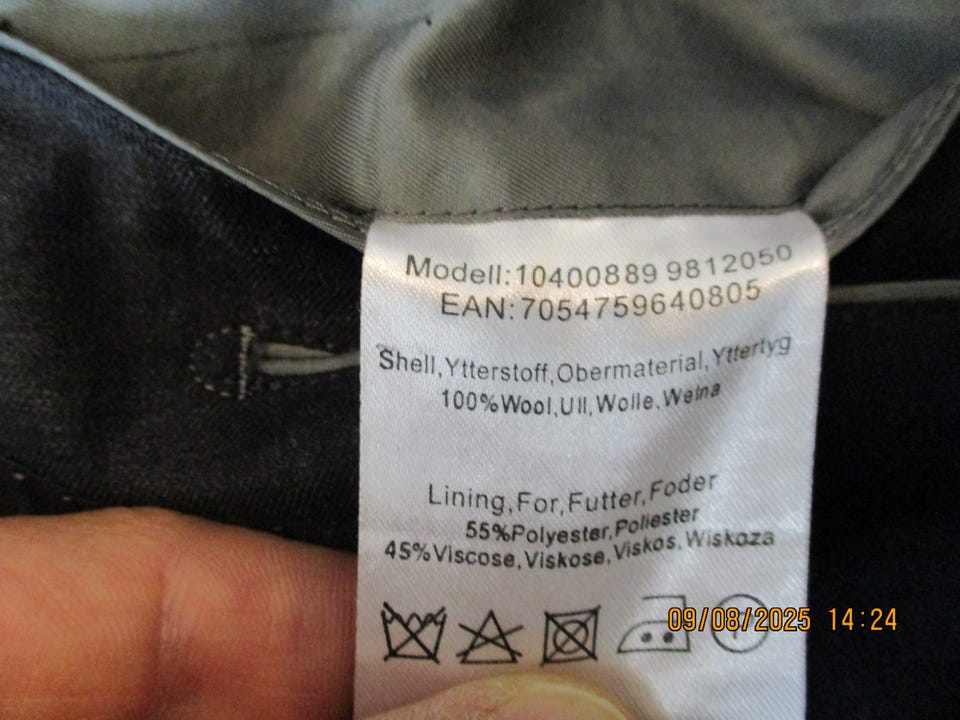 Modell:10400889 9812050
EAN:7054759640805
Shell,Ytterstoff,Obermaterial,Yttertyg
100%Wool,Ull,Wolle,Wełna
Lining,For,Futter,Foder
55%Polyester,Poliester
45%Viscose,Viskose,Viskos,Wiskoza
09/08/2025 14:24